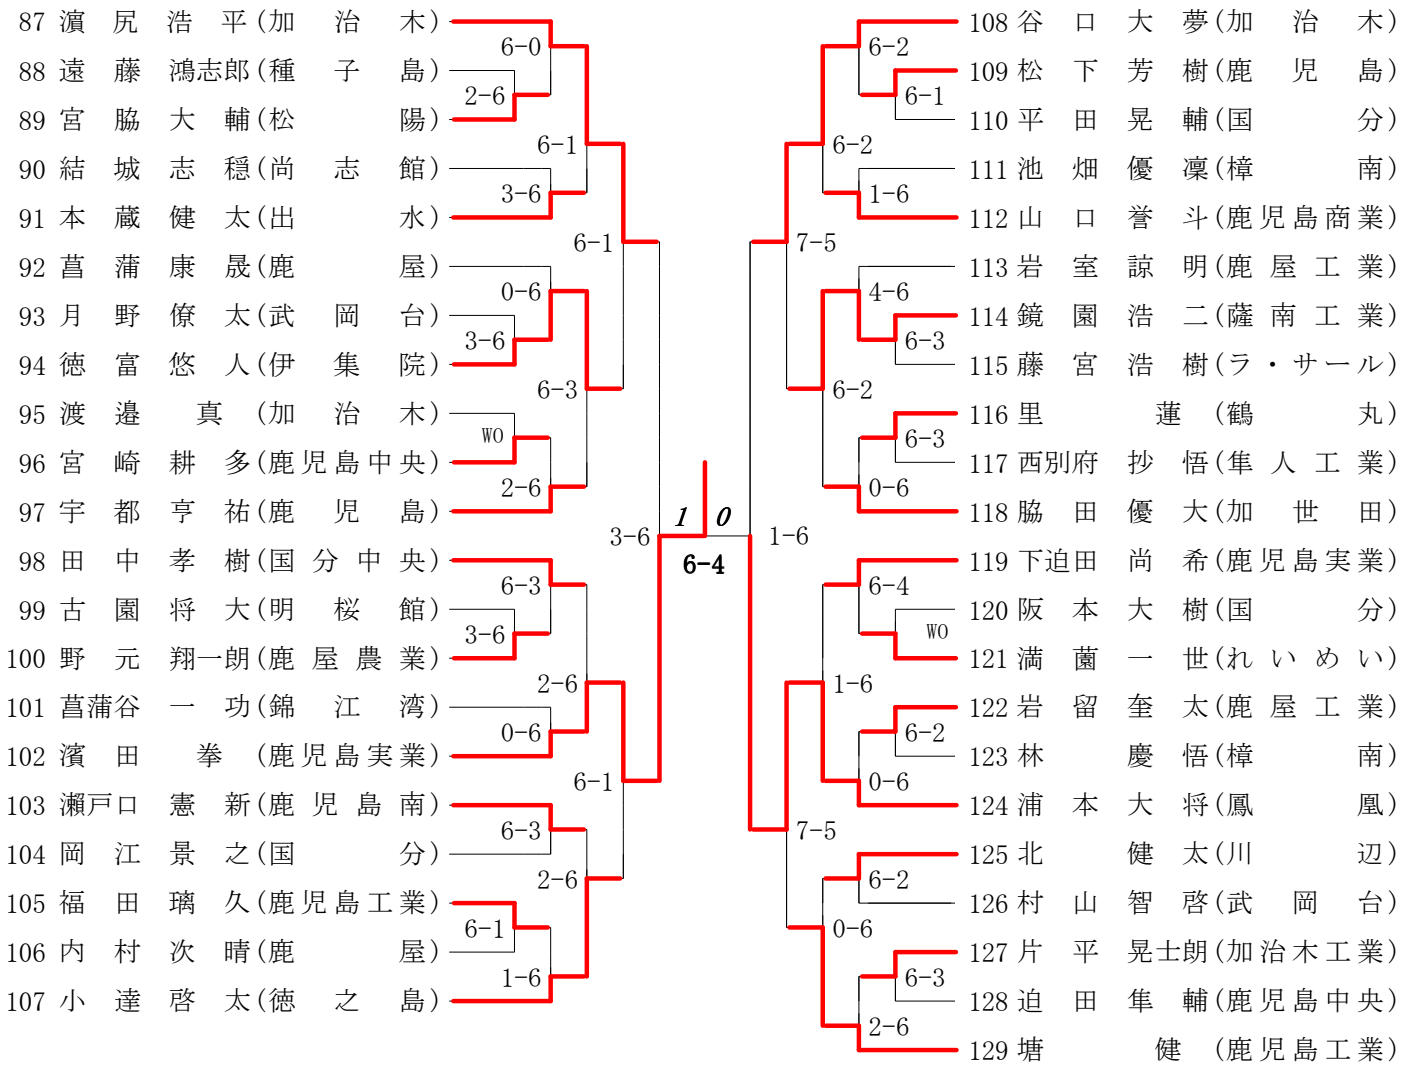 87 濵尻浩平(加治木)
6-0
88 遠藤鴻志郎(種子島)
2-6
89 宮脇大輔(松陽)
6-1
90 結城志穏(尚志館)
3-6
91 本蔵健太(出水)
6-1
92 菖蒲康晟(鹿屋)
0-6
93 月野僚太(武岡台)
3-6
94 徳富悠人(伊集院)
6-3
95 渡邉真(加治木)
WO
96 宮崎耕多(鹿児島中央)
2-6
97 宇都亨祐(鹿児島)
3-6
98 田中孝樹(国分中央)
6-3
99 古園将大(明桜館)
3-6
100 野元翔一朗(鹿屋農業)
2-6
101 菖蒲谷一功(錦江湾)
0-6
102 濱田拳(鹿児島実業)
6-1
103 瀬戸口憲新(鹿児島南)
6-3
104 岡江景之(国分)
2-6
105 福田璃久(鹿児島工業)
6-1
106 内村次晴(鹿屋)
1-6
107 小達啓太(徳之島)
1 0
6-4
108 谷口大夢(加治木)
6-2
109 松下芳樹(鹿児島)
6-1
110 平田晃輔(国分)
6-2
111 池畑優凜(樟南)
1-6
112 山口誉斗(鹿児島商業)
7-5
113 岩室諒明(鹿屋工業)
4-6
114 鏡園浩二(薩南工業)
6-3
115 藤宮浩樹(ラ・サール)
6-2
116 里蓮(鶴丸)
6-3
117 西別府抄悟(隼人工業)
0-6
118 脇田優大(加世田)
1-6
119 下迫田尚希(鹿児島実業)
6-4
120 阪本大樹(国分)
WO
121 満薗一世(れいめい)
1-6
122 岩留奎太(鹿屋工業)
6-2
123 林慶悟(樟南)
0-6
124 浦本大将(鳳凰)
7-5
125 北健太(川辺)
6-2
126 村山智啓(武岡台)
0-6
127 片平晃士朗(加治木工業)
6-3
128 迫田隼輔(鹿児島中央)
2-6
129 塘健(鹿児島工業)